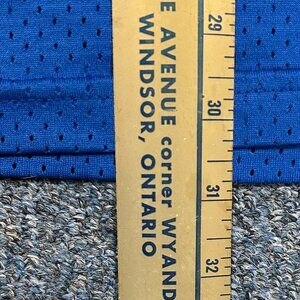 E AVENUE corner WYAND
WINDSOR, ONTARIO
29
30
31
32